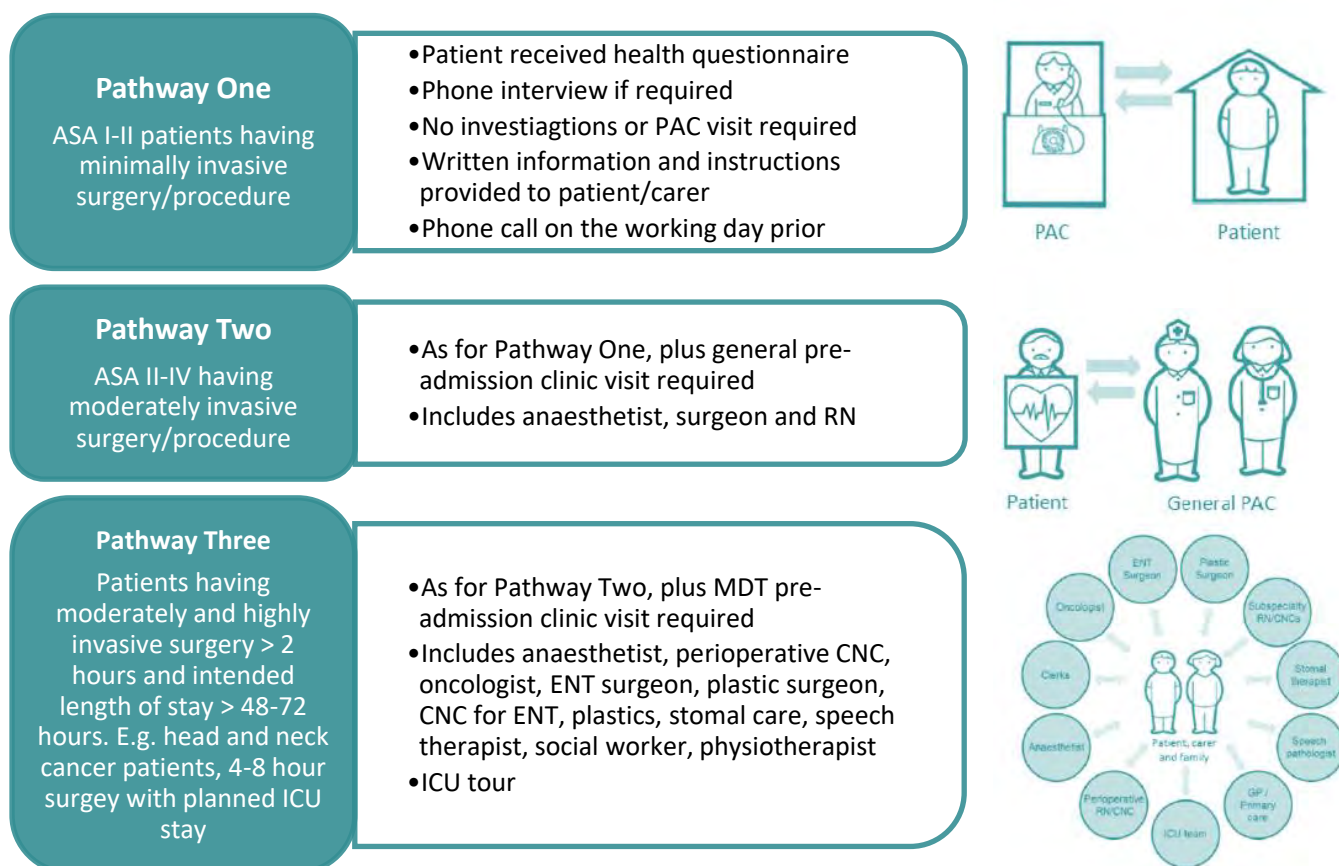 Pathway One
ASA I-II patients having
minimally invasive
surgery/procedure
•Patient received health questionnaire
•Phone interview if required
•No investiagtions or PAC visit required
•Written information and instructions
provided to patient/carer
•Phone call on the working day prior
PAC
Patient
Pathway Two
ASA II-IV having
moderately invasive
surgery/procedure
•As for Pathway One, plus general pre-
admission clinic visit required
•Includes anaesthetist, surgeon and RN
Patient
General PAC
Pathway Three
Patients having
moderately and highly
invasive surgery > 2
hours and intended
length of stay > 48-72
hours. E.g. head and neck
cancer patients, 4-8 hour
surgey with planned ICU
stay
•As for Pathway Two, plus MDT pre-
admission clinic visit required
•Includes anaesthetist, perioperative CNC,
oncologist, ENT surgeon, plastic surgeon,
CNC for ENT, plastics, stomal care, speech
therapist, social worker, physiotherapist
•ICU tour
ENT
Surgeon
Plastic
Surgeon
Oncologist
Subspecialty
RN/CNCs
Clerks
Stomal
therapist
Anaesthetist
Patient, carer
and family
Speech
pathologist
Perioperative
RN/CNC
ICU team
GP /
Primary
care